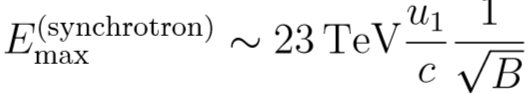 E_max^(synchrotron) ~ 23 TeV u_1/c 1/√B